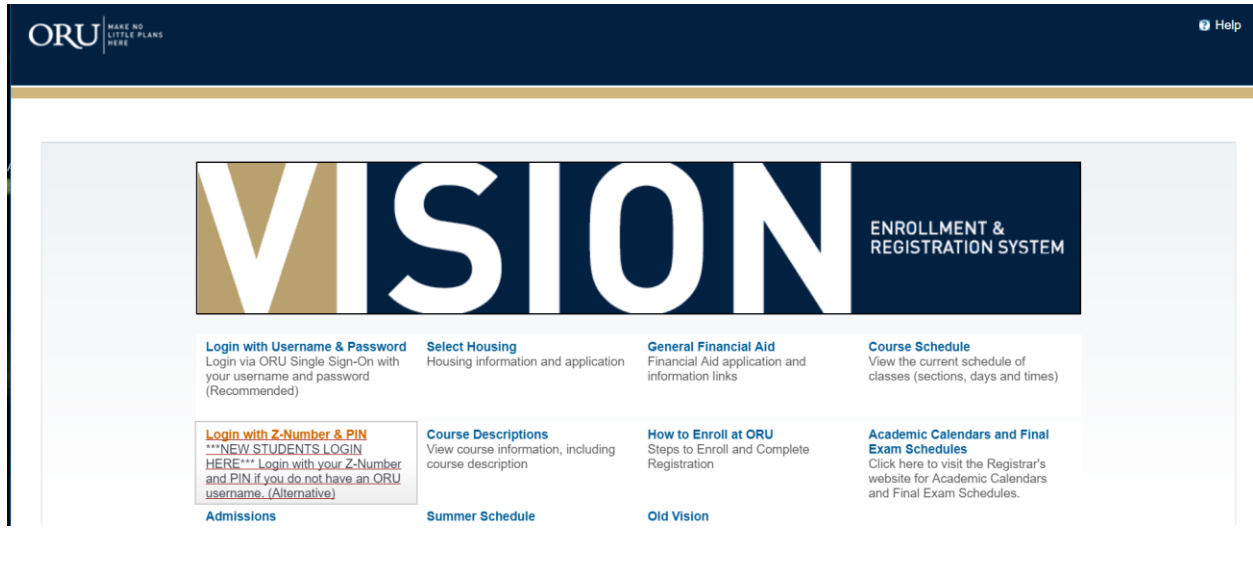 ORU
MAKE NO
LITTLE PLANS
HERE
Help
VISION
ENROLLMENT &
REGISTRATION SYSTEM
Login with Username & Password
Login via ORU Single Sign-On with
your username and password
(Recommended)
Select Housing
Housing information and application
General Financial Aid
Financial Aid application and
information links
Course Schedule
View the current schedule of
classes (sections, days and times)
Login with Z-Number & PIN
***NEW STUDENTS LOGIN
HERE*** Login with your Z-Number
and PIN if you do not have an ORU
username. (Alternative)
Course Descriptions
View course information, including
course description
How to Enroll at ORU
Steps to Enroll and Complete
Registration
Academic Calendars and Final
Exam Schedules
Click here to visit the Registrar's
website for Academic Calendars
and Final Exam Schedules.
Admissions
Summer Schedule
Old Vision